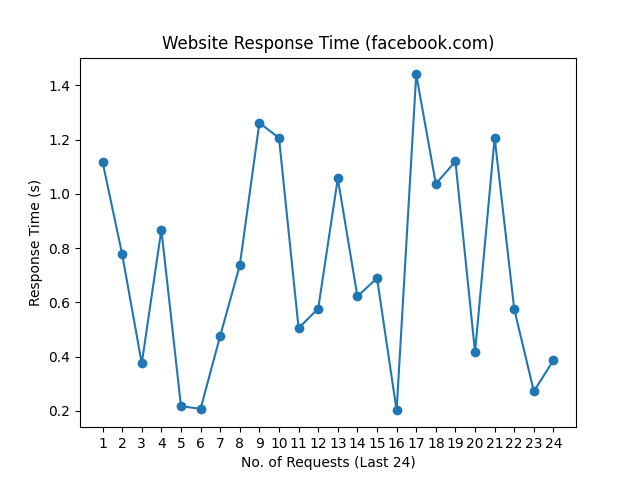 Website Response Time (facebook.com)
Response Time (s)
1.4
1.2
1.0
0.8
0.6
0.4
0.2
1 2 3 4 5 6 7 8 9 10 11 12 13 14 15 16 17 18 19 20 21 22 23 24
No. of Requests (Last 24)